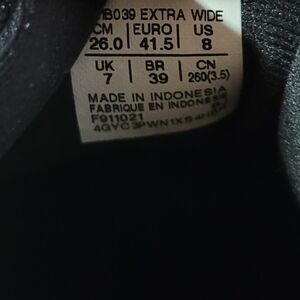 EXTRA WIDE
CM EURO US
26.0 41.5 8
UK BR CN
7 39 260(3.5)
MADE IN INDONESIA
FABRIQUE EN INDONESIE
F911021